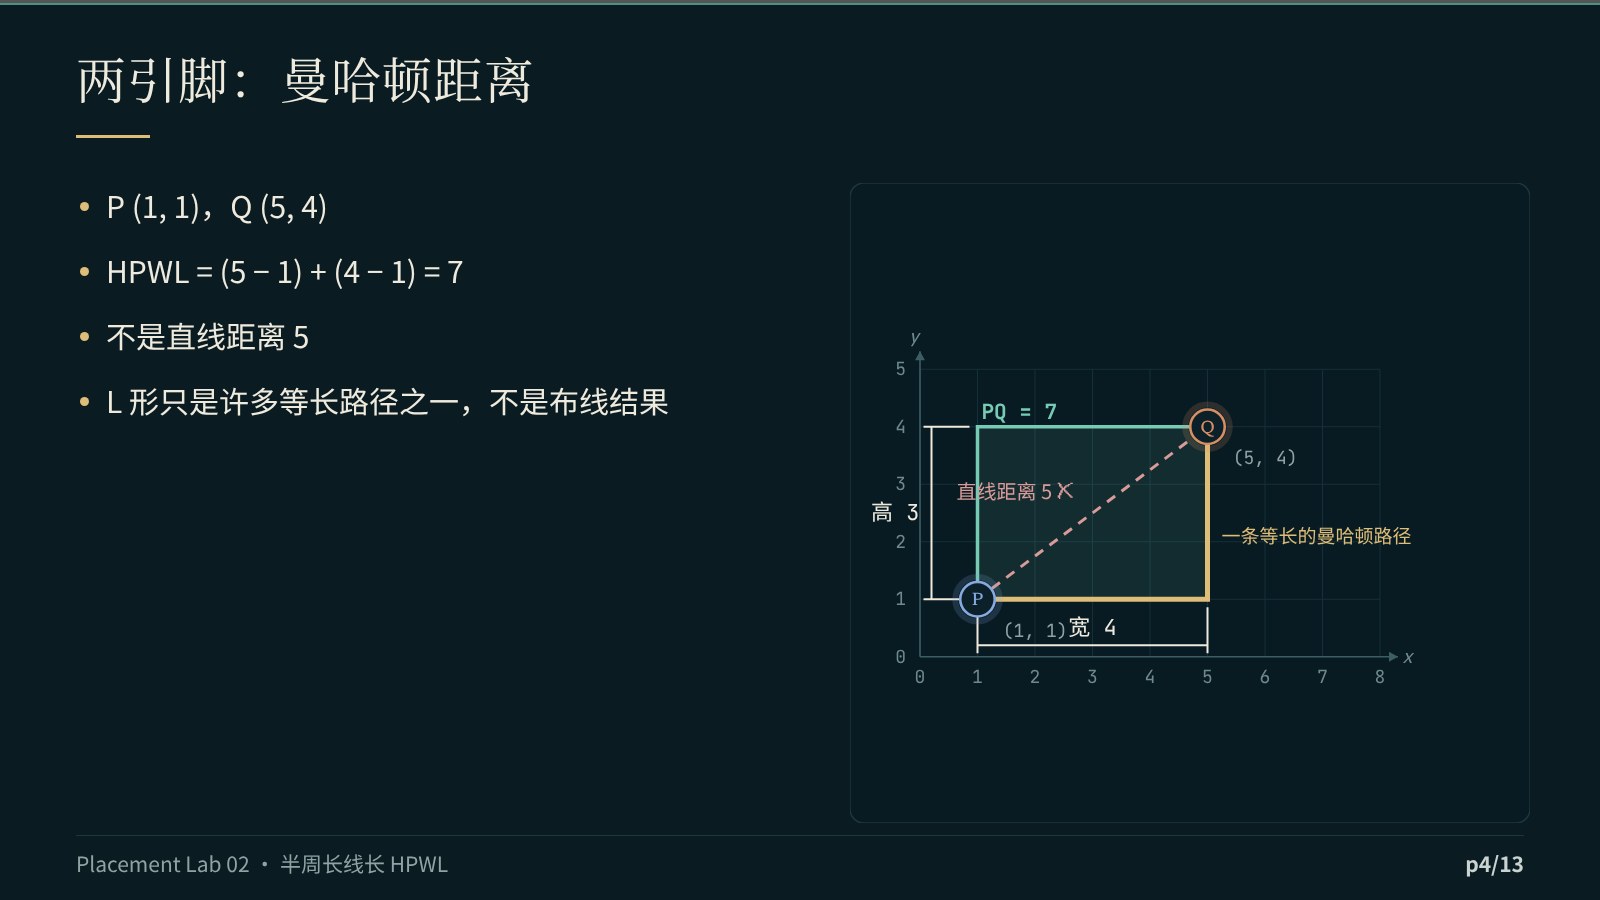 两引脚：曼哈顿距离
P (1, 1)，Q (5, 4)
HPWL = (5 − 1) + (4 − 1) = 7
不是直线距离 5
L 形只是许多等长路径之一，不是布线结果
y
5
PQ = 7
4
Q
(5, 4)
3
直线距离 5 ✗
高 3
2
一条等长的曼哈顿路径
1
P
(1, 1)
宽 4
0
x
0 1 2 3 4 5 6 7 8
Placement Lab 02 · 半周长线长 HPWL
p4/13